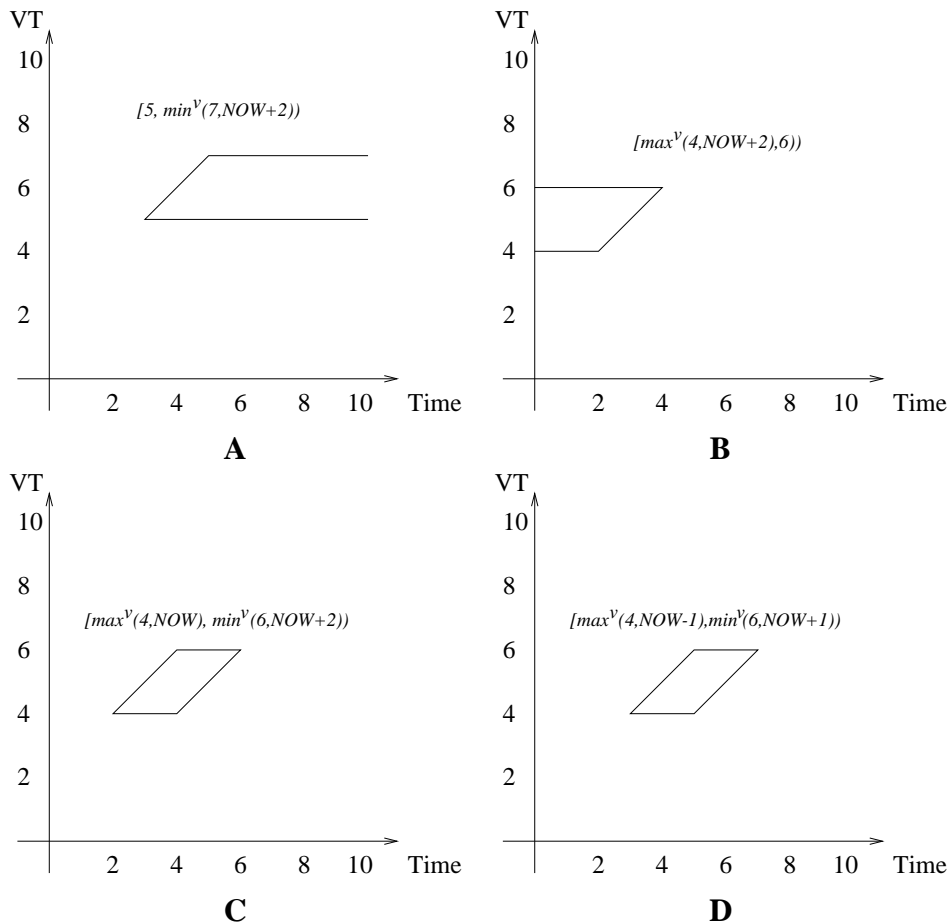 VT
10
[5, min^v(7,NOW+2))
8
6
4
2
2 4 6 8 10 Time
A
VT
10
8
[max^v(4,NOW+2),6))
6
4
2
2 4 6 8 10 Time
B
VT
10
8
[max^v(4,NOW), min^v(6,NOW+2))
6
4
2
2 4 6 8 10 Time
C
VT
10
8
[max^v(4,NOW-1),min^v(6,NOW+1))
6
4
2
2 4 6 8 10 Time
D